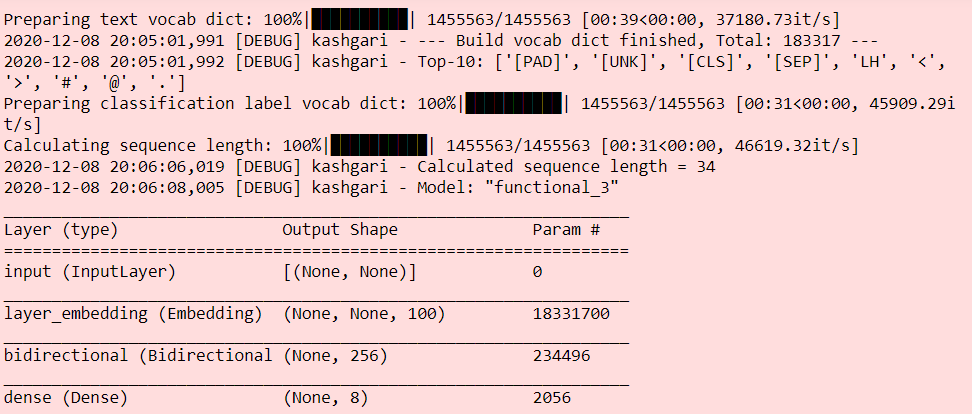 Preparing text vocab dict: 100%|██████████| 1455563/1455563 [00:39<00:00, 37180.73it/s]
2020-12-08 20:05:01,991 [DEBUG] kashgari - --- Build vocab dict finished, Total: 183317 ---
2020-12-08 20:05:01,992 [DEBUG] kashgari - Top-10: ['[PAD]', '[UNK]', '[CLS]', '[SEP]', 'LH', '<',
'>', '#', '@', '.']
Preparing classification label vocab dict: 100%|██████████| 1455563/1455563 [00:31<00:00, 45909.29i
t/s]
Calculating sequence length: 100%|██████████| 1455563/1455563 [00:31<00:00, 46619.32it/s]
2020-12-08 20:06:06,019 [DEBUG] kashgari - Calculated sequence length = 34
2020-12-08 20:06:08,005 [DEBUG] kashgari - Model: "functional_3"
_________________________________________________________________
Layer (type)                 Output Shape              Param #
=================================================================
input (InputLayer)           [(None, None)]            0
_________________________________________________________________
layer_embedding (Embedding)  (None, None, 100)         18331700
_________________________________________________________________
bidirectional (Bidirectional (None, 256)               234496
_________________________________________________________________
dense (Dense)                (None, 8)                 2056